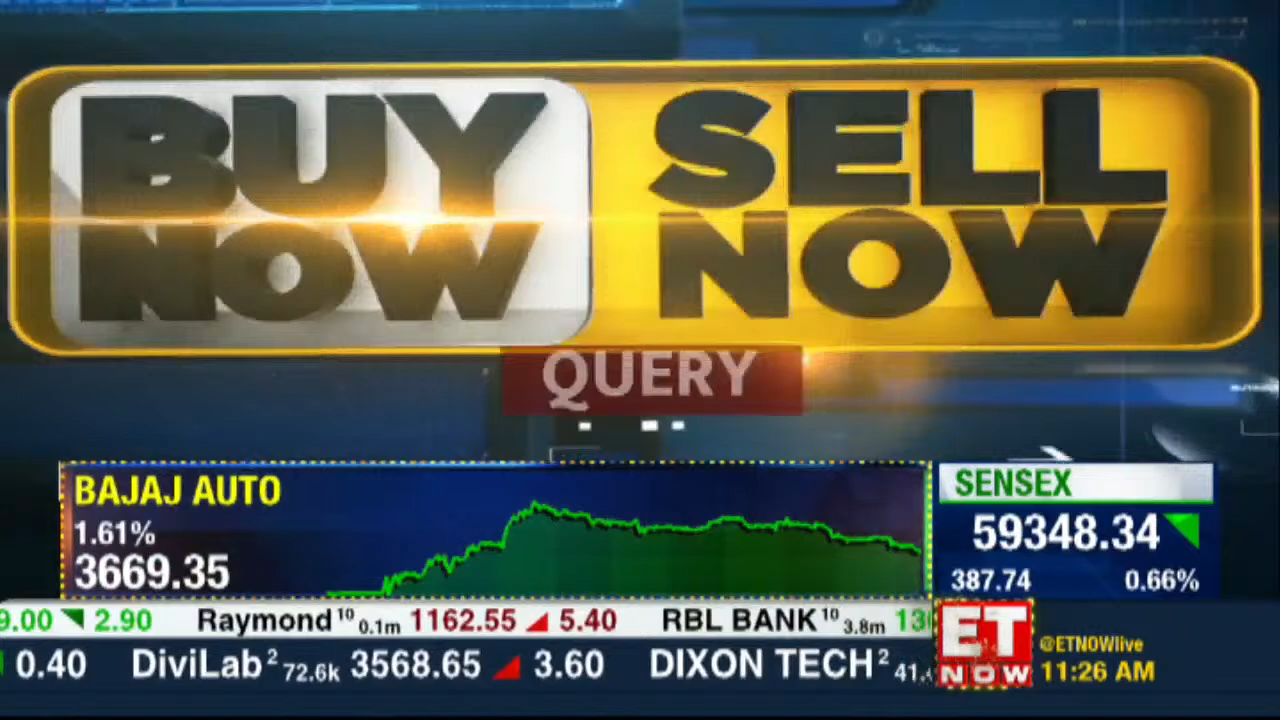 BUY
NOW
SELL
NOW
QUERY
BAJAJ AUTO
1.61%
3669.35
SENSEX
59348.34
387.74 0.66%
9.00 2.90 Raymond 10 0.1m 1162.55 5.40 RBL BANK 10 3.8m
0.40 DiviLab 2 72.6k 3568.65 3.60 DIXON TECH 2
ET
NOW
@ETNOWlive
11:26 AM